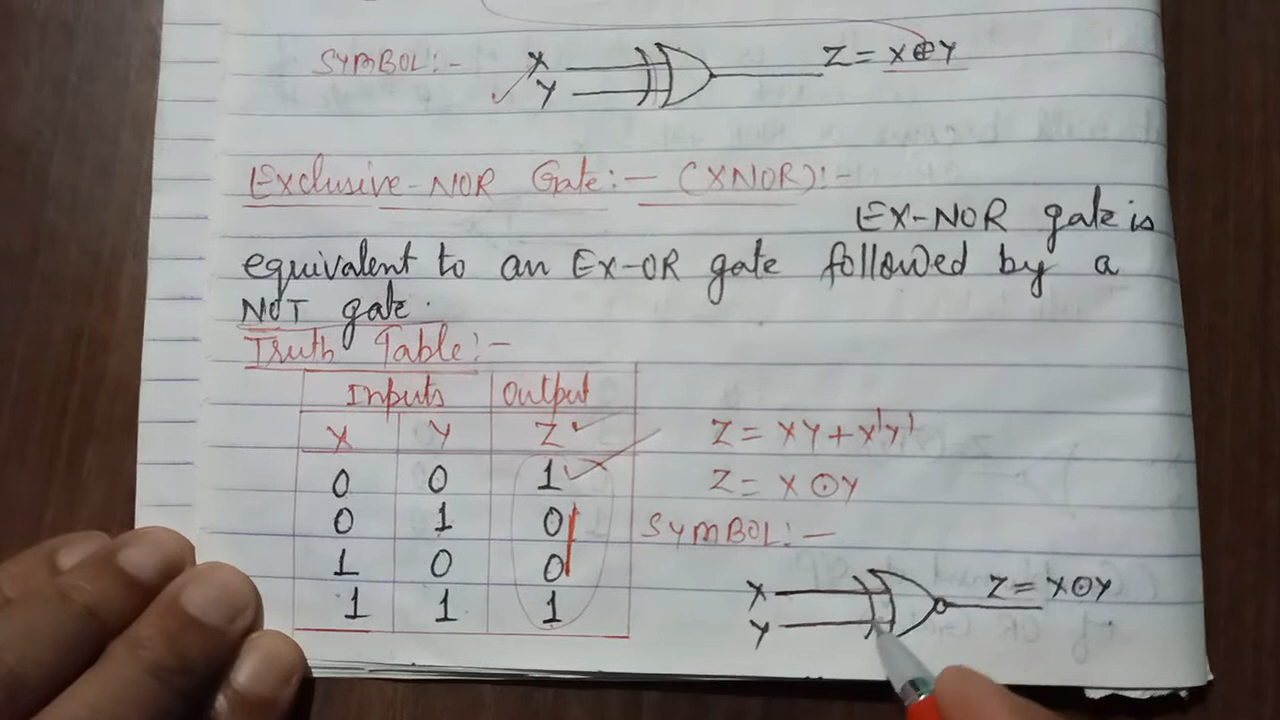 SYMBOL:-
X
Z = X⊕Y
Y
Exclusive-NOR Gate:- (XNOR):-
EX-NOR gate is
equivalent to an EX-OR gate followed by a
NOT gate.
Truth Table:-
Inputs Output
X Y Z
0 0 1
0 1 0
1 0 0
1 1 1
Z = XY + X'Y'
Z = X⊙Y
SYMBOL:-
X
Z = X⊙Y
Y